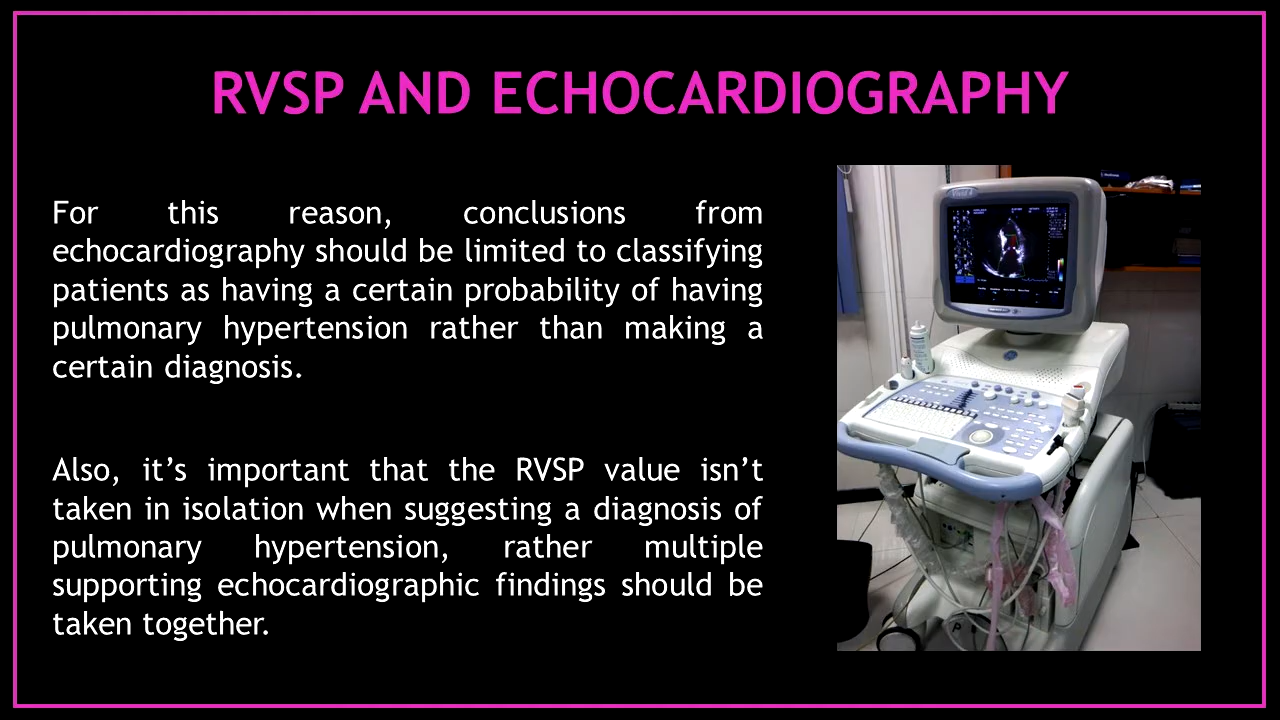 RVSP AND ECHOCARDIOGRAPHY
For this reason, conclusions from
echocardiography should be limited to classifying
patients as having a certain probability of having
pulmonary hypertension rather than making a
certain diagnosis.
Also, it’s important that the RVSP value isn’t
taken in isolation when suggesting a diagnosis of
pulmonary hypertension, rather multiple
supporting echocardiographic findings should be
taken together.